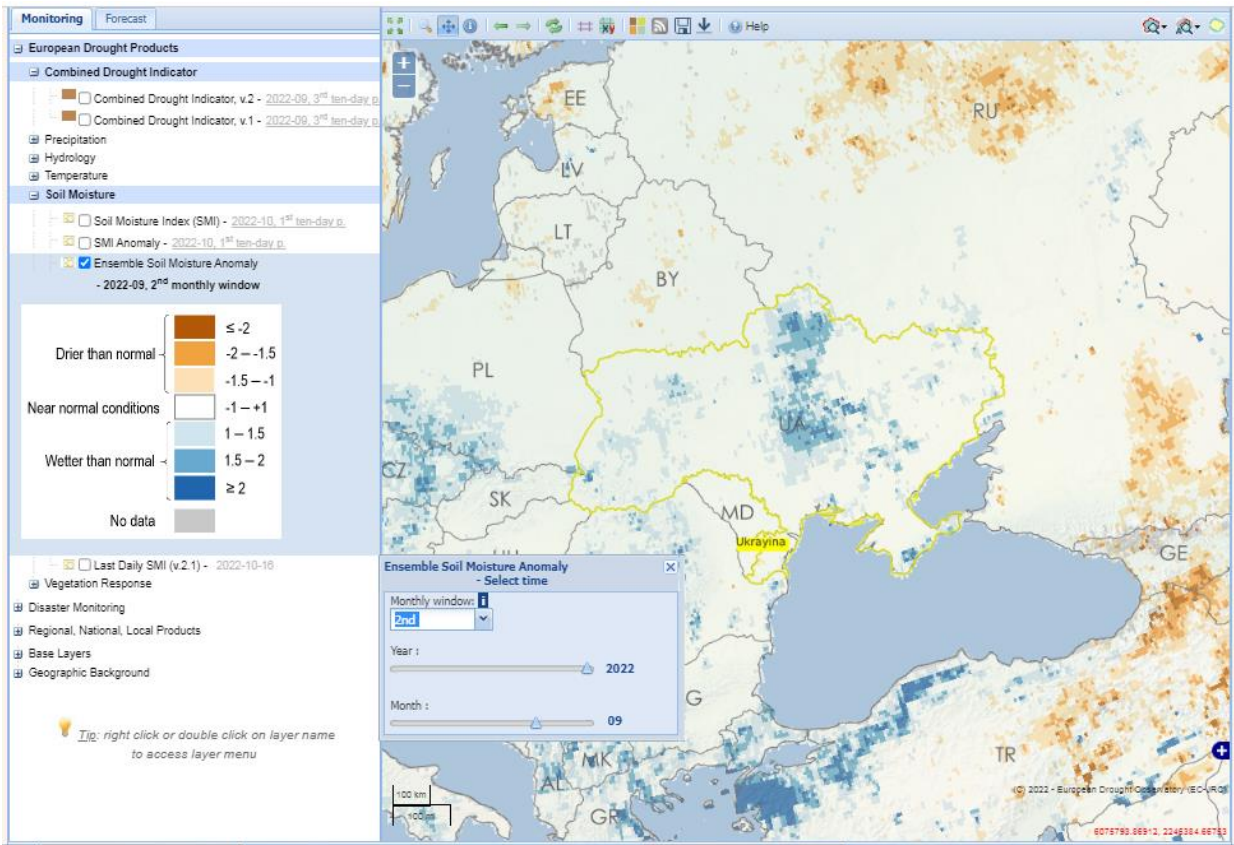 Monitoring
Forecast
Help
European Drought Products
Combined Drought Indicator
Combined Drought Indicator, v.2 - 2022-09, 3rd ten-day p.
Combined Drought Indicator, v.1 - 2022-09, 3rd ten-day p.
Precipitation
Hydrology
Temperature
Soil Moisture
Soil Moisture Index (SMI) - 2022-10, 1st ten-day p.
SMI Anomaly - 2022-10, 1st ten-day p.
Ensemble Soil Moisture Anomaly
- 2022-09, 2nd monthly window
≤ -2
Drier than normal
-2 – -1.5
-1.5 – -1
Near normal conditions
-1 – +1
1 – 1.5
Wetter than normal
1.5 – 2
≥ 2
No data
Last Daily SMI (v.2.1) - 2022-10-16
Vegetation Response
Disaster Monitoring
Regional, National, Local Products
Base Layers
Geographic Background
Tip: right click or double click on layer name
to access layer menu
EE
RU
LV
LT
BY
PL
UA
CZ
SK
MD
Ukrayina
GE
Ensemble Soil Moisture Anomaly
- Select time
Monthly window:
2nd
Year :
2022
Month :
09
G
TR
MK
AL
GR
100 km
100 mi
(C) 2022 - European Drought Observatory (EC-JRC)